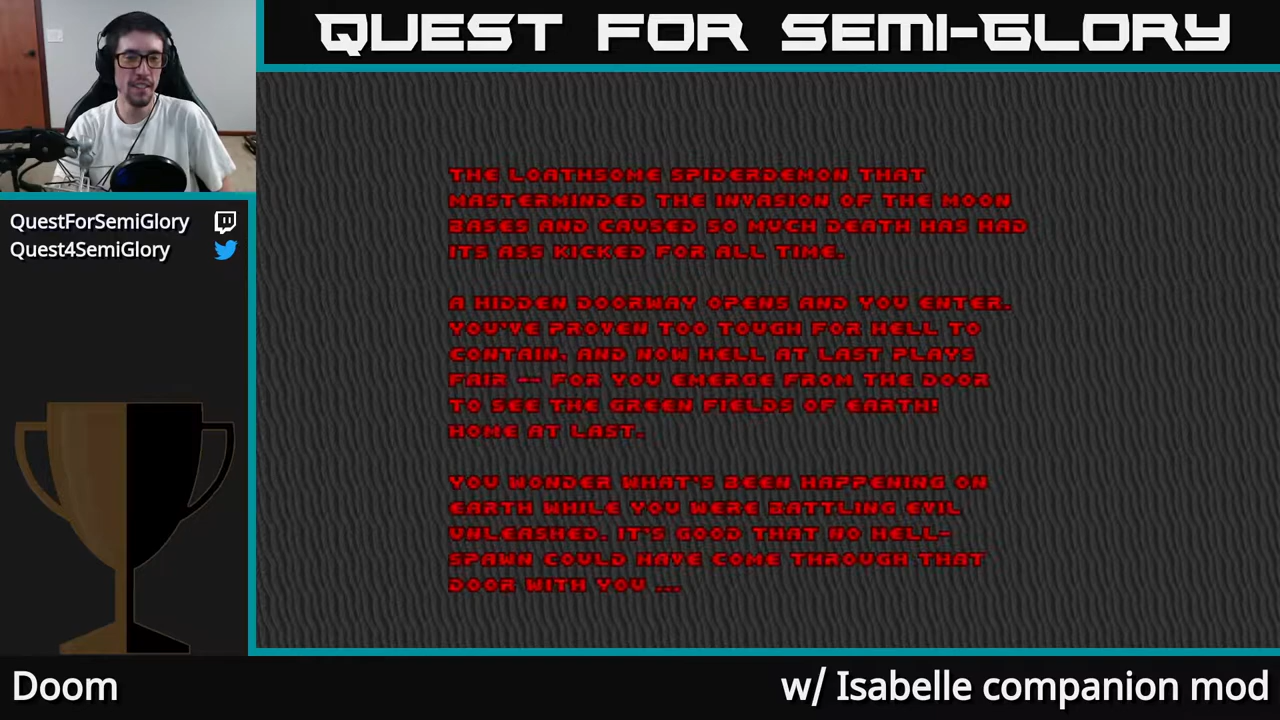 QUEST FOR SEMI-GLORY
QuestForSemiGlory
Quest4SemiGlory
THE LOATHSOME SPIDERDEMON THAT
MASTERMINDED THE INVASION OF THE MOON
BASES AND CAUSED SO MUCH DEATH HAS HAD
ITS ASS KICKED FOR ALL TIME.
A HIDDEN DOORWAY OPENS AND YOU ENTER.
YOU'VE PROVEN TOO TOUGH FOR HELL TO
CONTAIN, AND NOW HELL AT LAST PLAYS
FAIR -- FOR YOU EMERGE FROM THE DOOR
TO SEE THE GREEN FIELDS OF EARTH!
HOME AT LAST.
YOU WONDER WHAT'S BEEN HAPPENING ON
EARTH WHILE YOU WERE BATTLING EVIL
UNLEASHED. IT'S GOOD THAT NO HELL-
SPAWN COULD HAVE COME THROUGH THAT
DOOR WITH YOU ...
Doom
w/ Isabelle companion mod